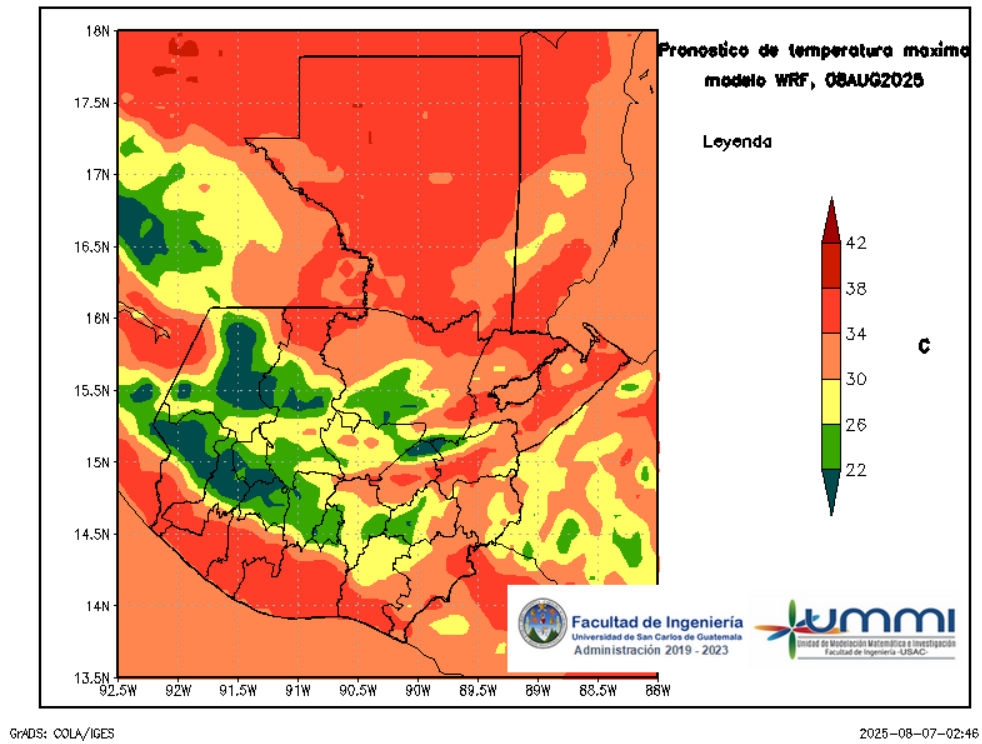 Pronostico de temperatura maxima
modelo WRF, 08AUG2025
Leyenda
42
38
34
30
26
22
C
18N
17.5N
17N
16.5N
16N
15.5N
15N
14.5N
14N
13.5N
92.5W 92W 91.5W 91W 90.5W 90W 89.5W 89W 88.5W 88W
Facultad de Ingeniería
Universidad de San Carlos de Guatemala
Administración 2019 - 2023
ummi
Unidad de Modelación Matemática e Investigación
Facultad de Ingeniería -USAC-
GrADS: COLA/IGES
2025-08-07-02:46